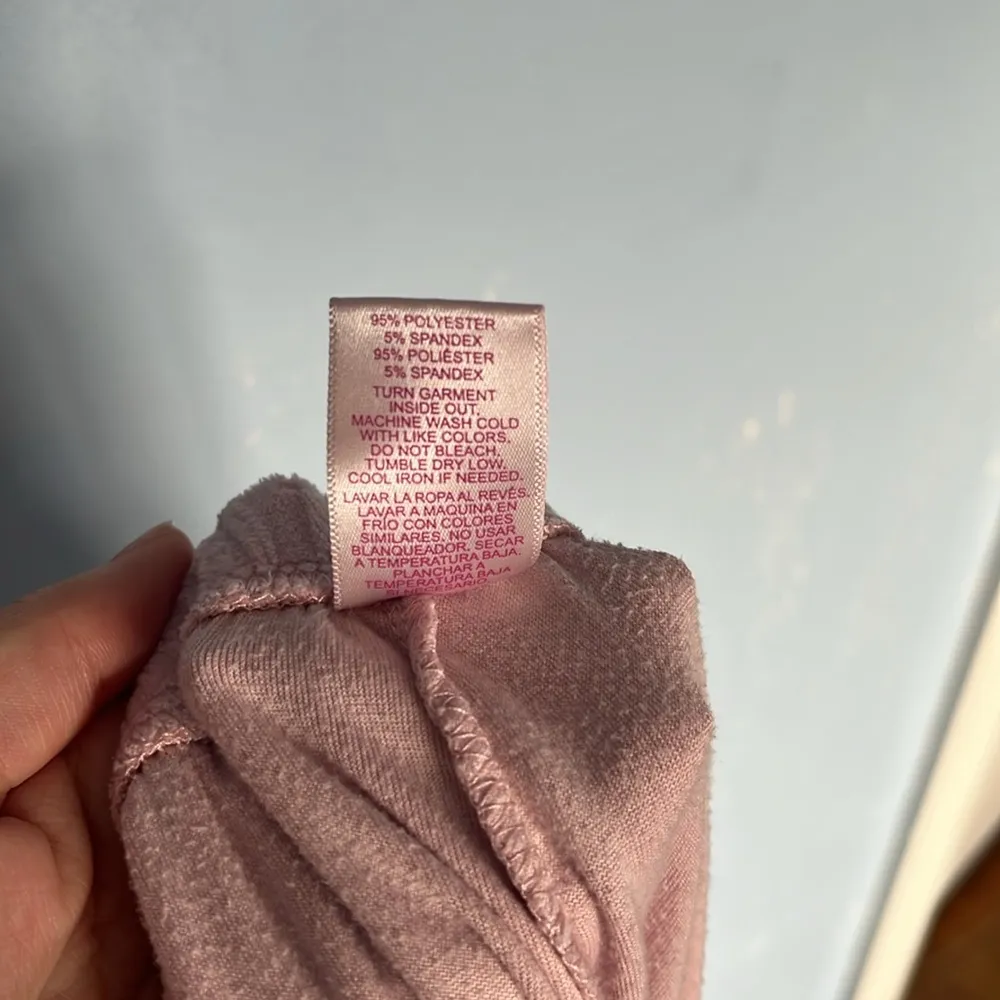 95% POLYESTER
5% SPANDEX
95% POLIÉSTER
5% SPANDEX
TURN GARMENT
INSIDE OUT.
MACHINE WASH COLD
WITH LIKE COLORS.
DO NOT BLEACH.
TUMBLE DRY LOW.
COOL IRON IF NEEDED.
LAVAR LA ROPA AL REVÉS.
LAVAR A MAQUINA EN
FRÍO CON COLORES
SIMILARES. NO USAR
BLANQUEADOR. SECAR
A TEMPERATURA BAJA.
PLANCHAR A
TEMPERATURA BAJA
SI NECESARIO